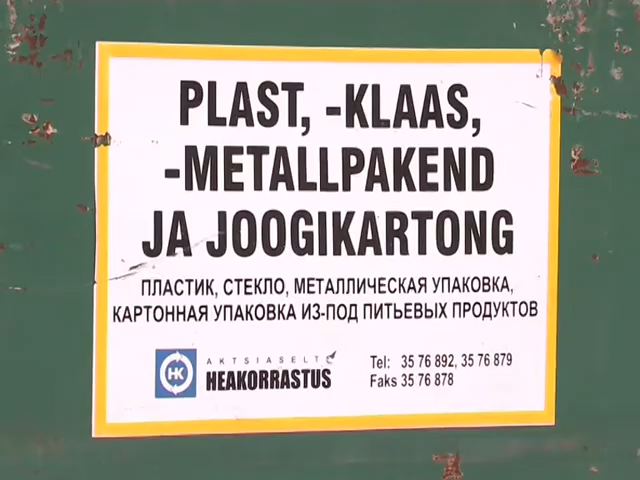 PLAST, -KLAAS,
-METALLPAKEND
JA JOOGIKARTONG
ПЛАСТИК, СТЕКЛО, МЕТАЛЛИЧЕСКАЯ УПАКОВКА,
КАРТОННАЯ УПАКОВКА ИЗ-ПОД ПИТЬЕВЫХ ПРОДУКТОВ
HK
AKTSIASELTS
HEAKORRASTUS
Tel: 35 76 892, 35 76 879
Faks 35 76 878